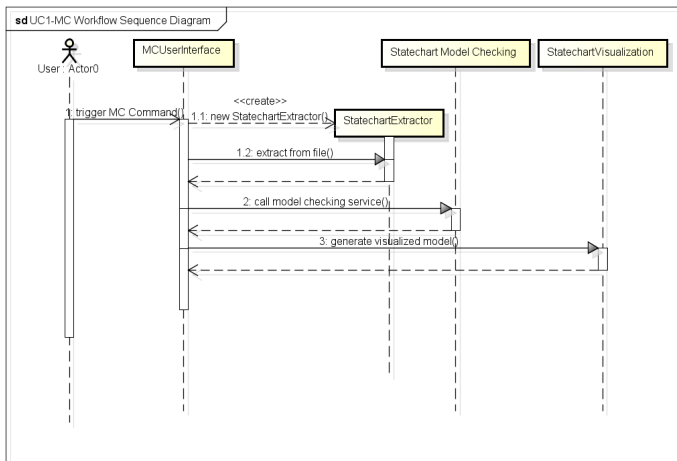 sd UC1-MC Workflow Sequence Diagram
MCUserInterface
Statechart Model Checking
StatechartVisualization
User : Actor0
<<create>>
1: trigger MC Command()
1.1: new StatechartExtractor()
StatechartExtractor
1.2: extract from file()
2: call model checking service()
3: generate visualized model()